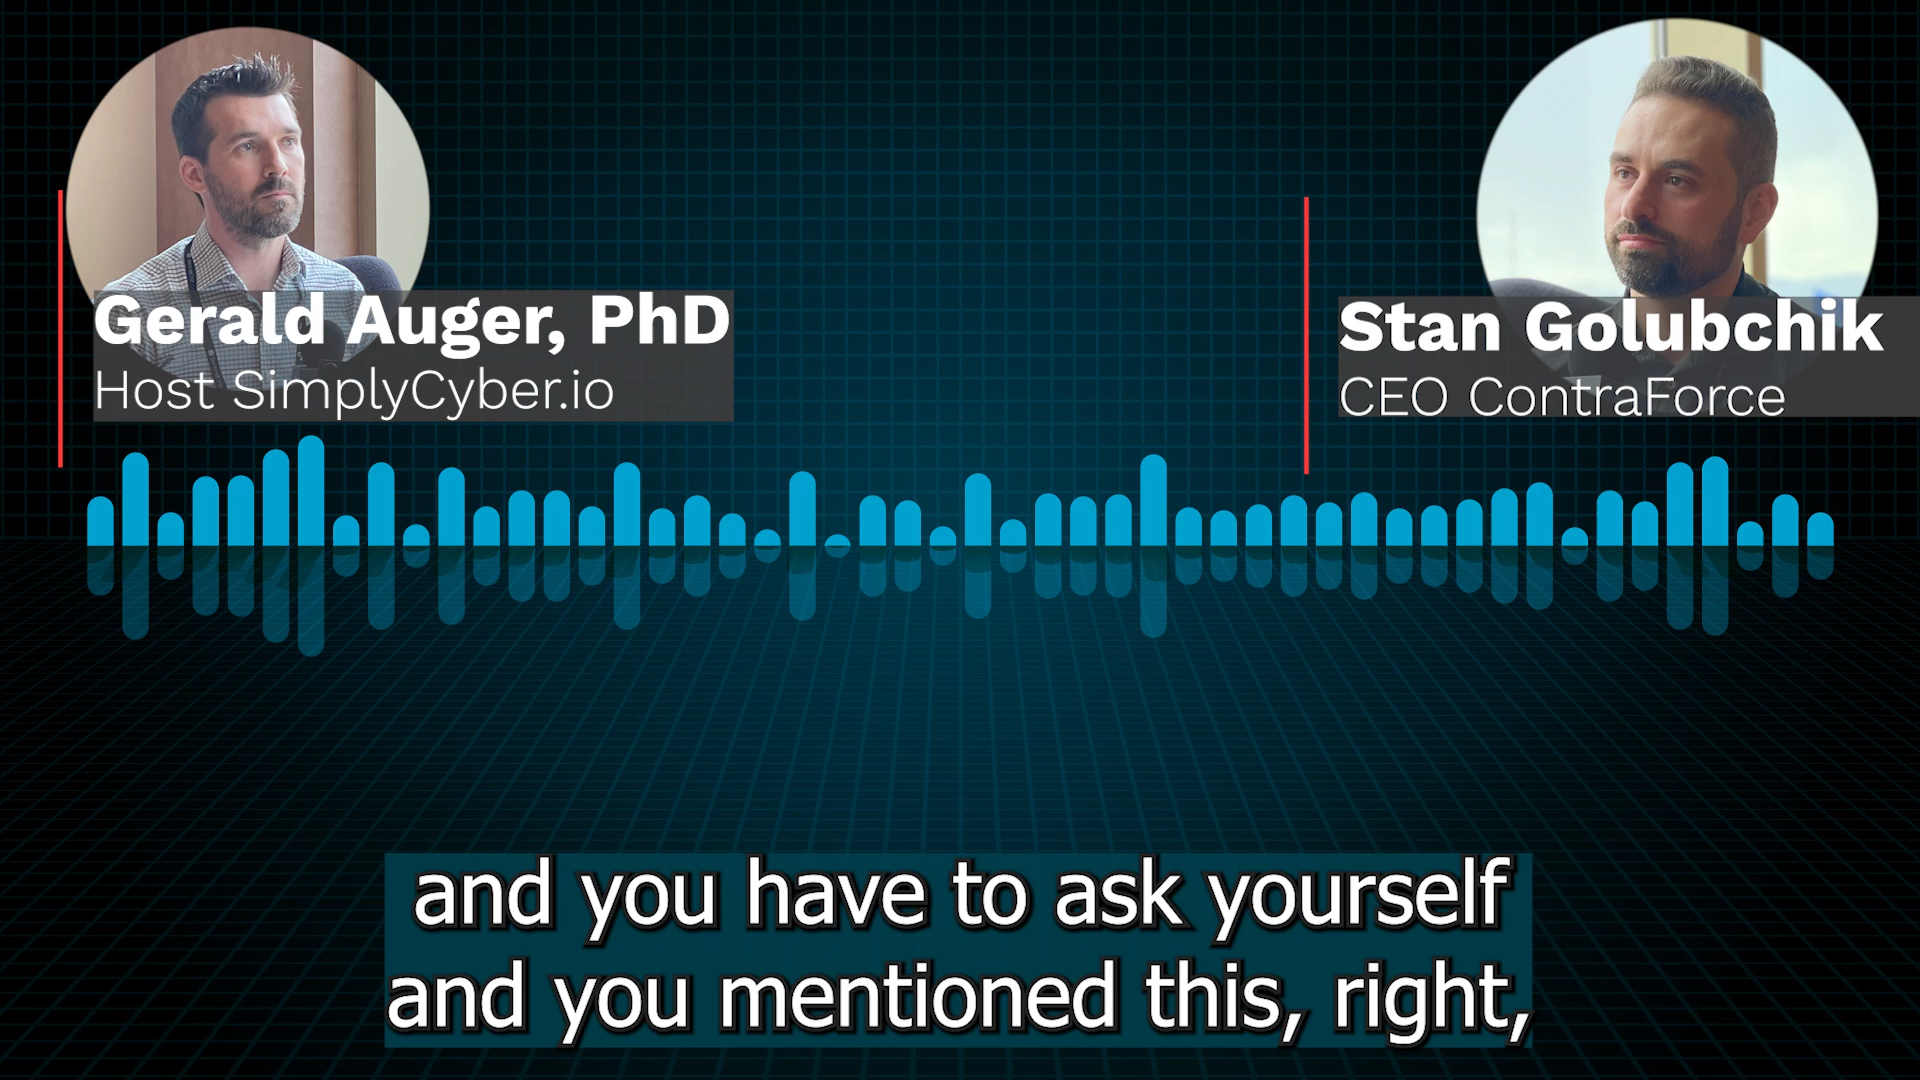 Gerald Auger, PhD
Host SimplyCyber.io
Stan Golubchik
CEO ContraForce
and you have to ask yourself
and you mentioned this, right,